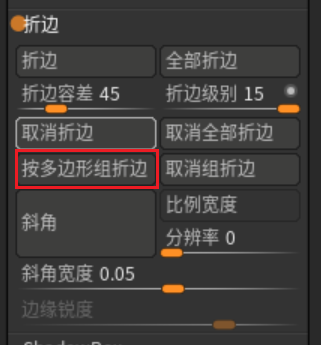 折边
折边 全部折边
折边容差 45 折边级别 15
取消折边 取消全部折边
按多边形组折边 取消组折边
斜角 比例宽度
分辨率 0
斜角宽度 0.05
边缘锐度